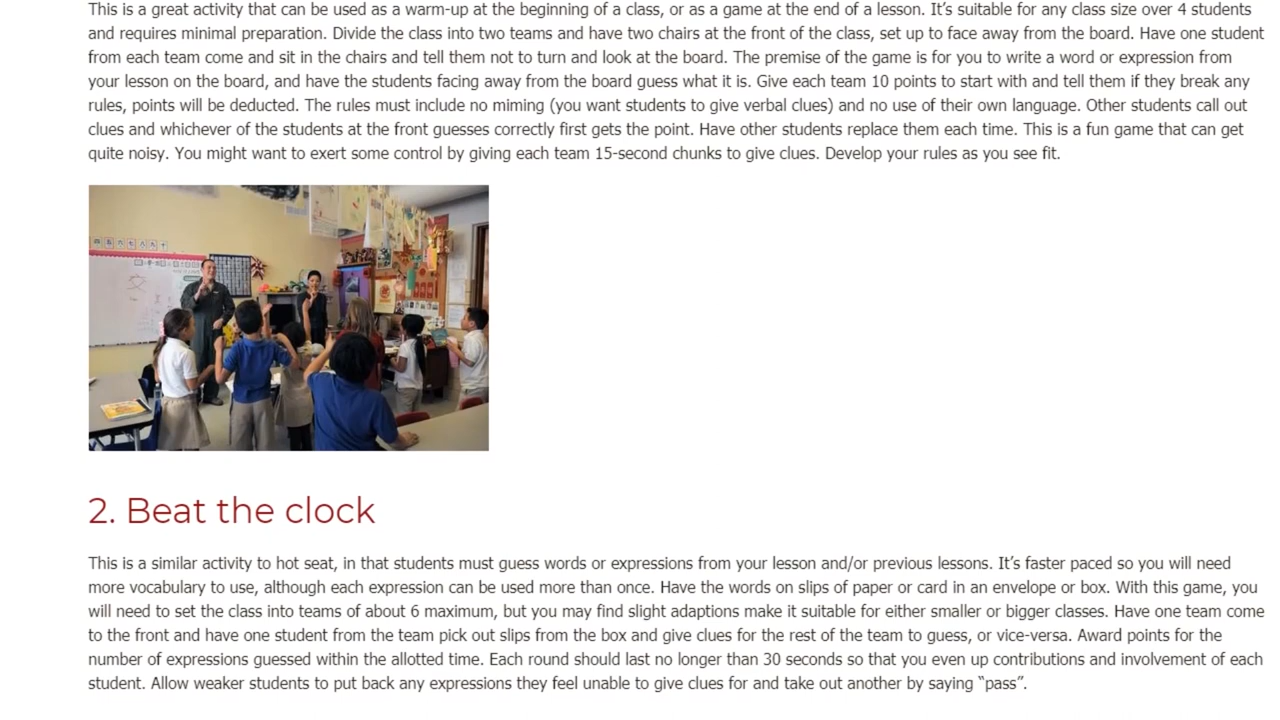 This is a great activity that can be used as a warm-up at the beginning of a class, or as a game at the end of a lesson. It’s suitable for any class size over 4 students
and requires minimal preparation. Divide the class into two teams and have two chairs at the front of the class, set up to face away from the board. Have one student
from each team come and sit in the chairs and tell them not to turn and look at the board. The premise of the game is for you to write a word or expression from
your lesson on the board, and have the students facing away from the board guess what it is. Give each team 10 points to start with and tell them if they break any
rules, points will be deducted. The rules must include no miming (you want students to give verbal clues) and no use of their own language. Other students call out
clues and whichever of the students at the front guesses correctly first gets the point. Have other students replace them each time. This is a fun game that can get
quite noisy. You might want to exert some control by giving each team 15-second chunks to give clues. Develop your rules as you see fit.
2. Beat the clock
This is a similar activity to hot seat, in that students must guess words or expressions from your lesson and/or previous lessons. It’s faster paced so you will need
more vocabulary to use, although each expression can be used more than once. Have the words on slips of paper or card in an envelope or box. With this game, you
will need to set the class into teams of about 6 maximum, but you may find slight adaptions make it suitable for either smaller or bigger classes. Have one team come
to the front and have one student from the team pick out slips from the box and give clues for the rest of the team to guess, or vice-versa. Award points for the
number of expressions guessed within the allotted time. Each round should last no longer than 30 seconds so that you even up contributions and involvement of each
student. Allow weaker students to put back any expressions they feel unable to give clues for and take out another by saying “pass”.